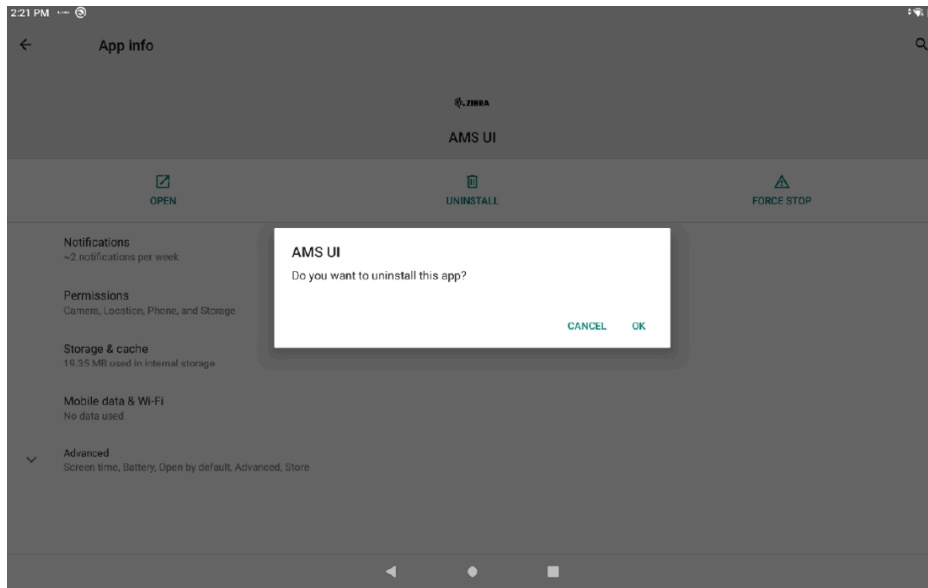 2:21 PM
App info
ZEBRA
AMS UI
OPEN
UNINSTALL
FORCE STOP
Notifications
~2 notifications per week
AMS UI
Do you want to uninstall this app?
CANCEL OK
Permissions
Camera, Location, Phone, and Storage
Storage & cache
19.35 MB used in internal storage
Mobile data & Wi-Fi
No data used
Advanced
Screen time, Battery, Open by default, Advanced, Store